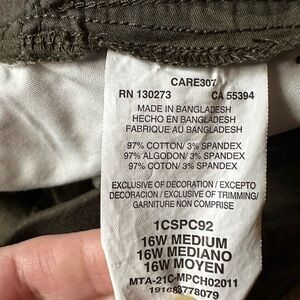 CARE307
RN 130273 CA 55394
MADE IN BANGLADESH
HECHO EN BANGLADESH
FABRIQUE AU BANGLADESH
97% COTTON/ 3% SPANDEX
97% ALGODON/ 3% SPANDEX
97% COTON/ 3% SPANDEX
EXCLUSIVE OF DECORATION / EXCEPTO
DECORACION / EXCLUSIVE OF TRIMMING/
GARNITURE NON COMPRISE
1CSPC92
16W MEDIUM
16W MEDIANO
16W MOYEN
MTA-21C-MPCH02011
191683778079